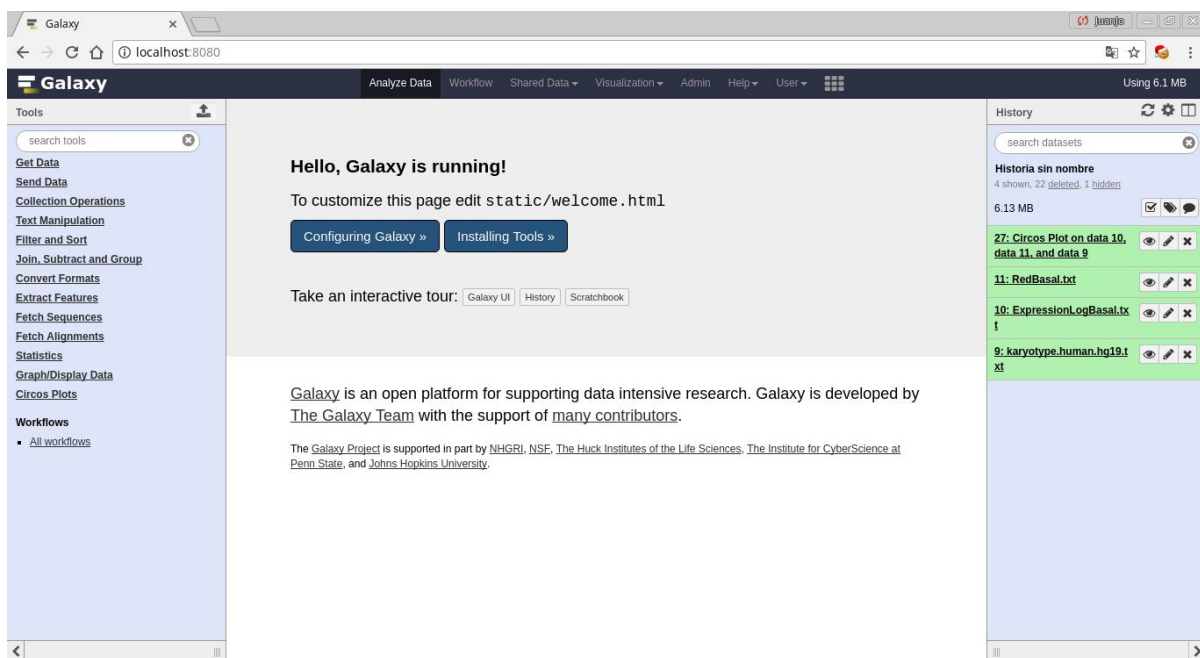 Galaxy
juanjo
localhost:8080
Galaxy
Analyze Data Workflow Shared Data Visualization Admin Help User
Using 6.1 MB
Tools
search tools
Get Data
Send Data
Collection Operations
Text Manipulation
Filter and Sort
Join, Subtract and Group
Convert Formats
Extract Features
Fetch Sequences
Fetch Alignments
Statistics
Graph/Display Data
Circos Plots
Workflows
All workflows
Hello, Galaxy is running!
To customize this page edit static/welcome.html
Configuring Galaxy » Installing Tools »
Take an interactive tour: Galaxy UI History Scratchbook
Galaxy is an open platform for supporting data intensive research. Galaxy is developed by
The Galaxy Team with the support of many contributors.
The Galaxy Project is supported in part by NHGRI, NSF, The Huck Institutes of the Life Sciences, The Institute for CyberScience at
Penn State, and Johns Hopkins University.
History
search datasets
Historia sin nombre
4 shown, 22 deleted, 1 hidden
6.13 MB
27: Circos Plot on data 10,
data 11, and data 9
11: RedBasal.txt
10: ExpressionLogBasal.tx
t
9: karyotype.human.hg19.t
xt